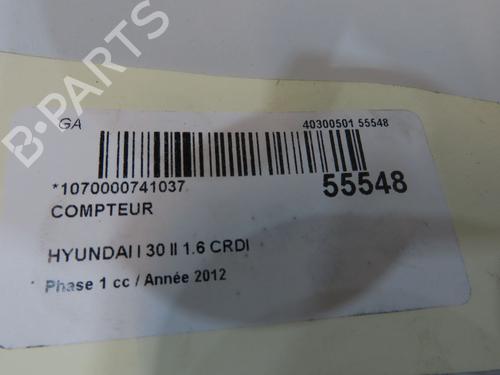 B-PARTS
GA
40300501 55548
*1070000741037
55548
COMPTEUR
HYUNDAI I 30 II 1.6 CRDI
Phase 1 cc / Année 2012